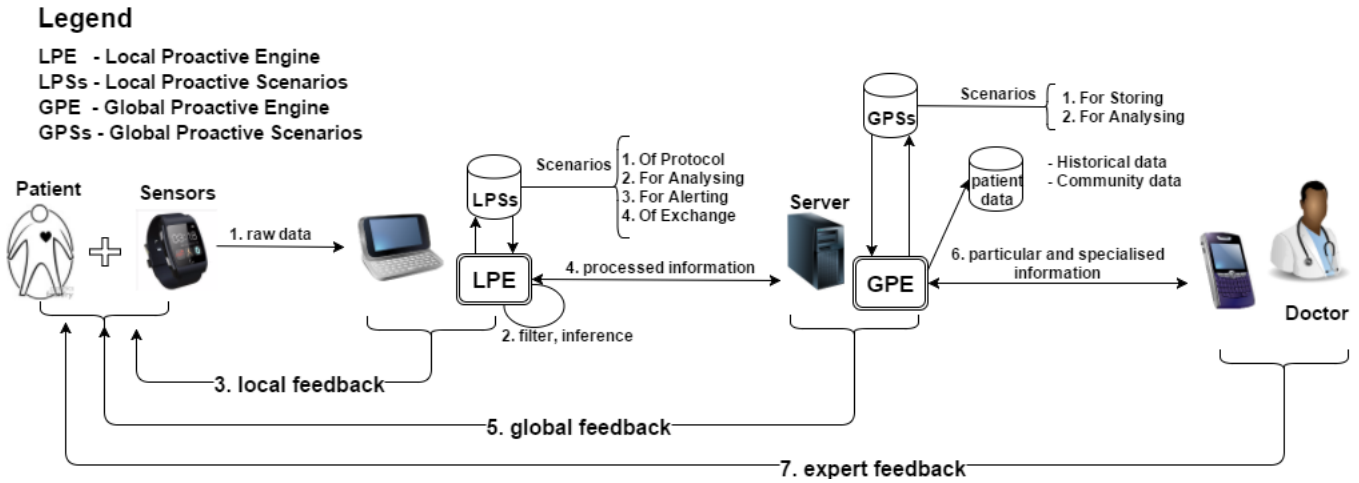 Legend
LPE - Local Proactive Engine
LPSs - Local Proactive Scenarios
GPE - Global Proactive Engine
GPSs - Global Proactive Scenarios
GPSs
Scenarios
1. For Storing
2. For Analysing
LPSs
Scenarios
1. Of Protocol
2. For Analysing
3. For Alerting
4. Of Exchange
patient
data
- Historical data
- Community data
Patient
Sensors
1. raw data
LPE
2. filter, inference
4. processed information
Server
GPE
6. particular and specialised
information
Doctor
3. local feedback
5. global feedback
7. expert feedback